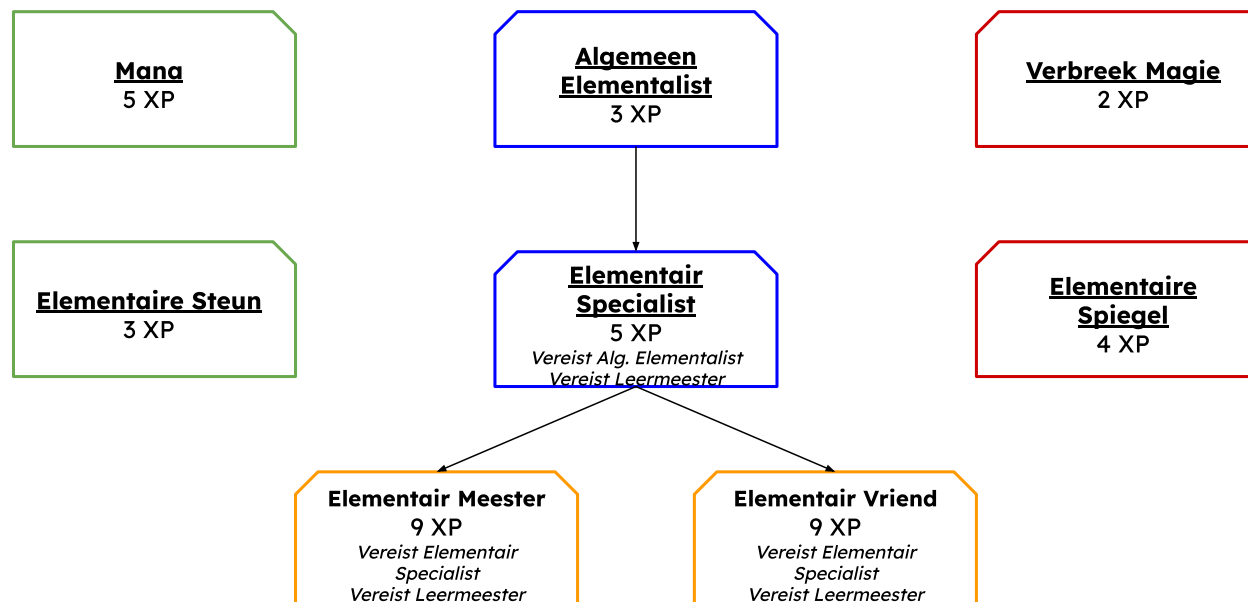 Mana
5 XP
Algemeen
Elementalist
3 XP
Verbreek Magie
2 XP
Elementaire Steun
3 XP
Elementair
Specialist
5 XP
Vereist Alg. Elementalist
Vereist Leermeester
Elementaire
Spiegel
4 XP
Elementair Meester
9 XP
Vereist Elementair
Specialist
Vereist Leermeester
Elementair Vriend
9 XP
Vereist Elementair
Specialist
Vereist Leermeester